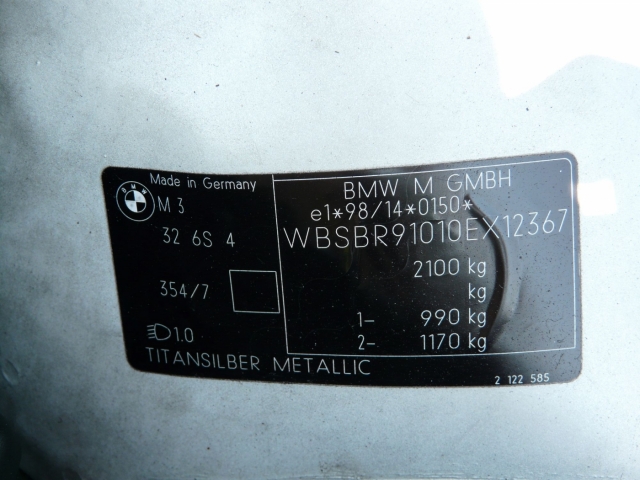 Made in Germany
BMW
M 3
32 6S 4
354/7
1.0
TITANSILBER METALLIC
BMW M GMBH
e1*98/14*0150*
WBSBR91010EX12367
2100 kg
kg
1- 990 kg
2- 1170 kg
2 122 585